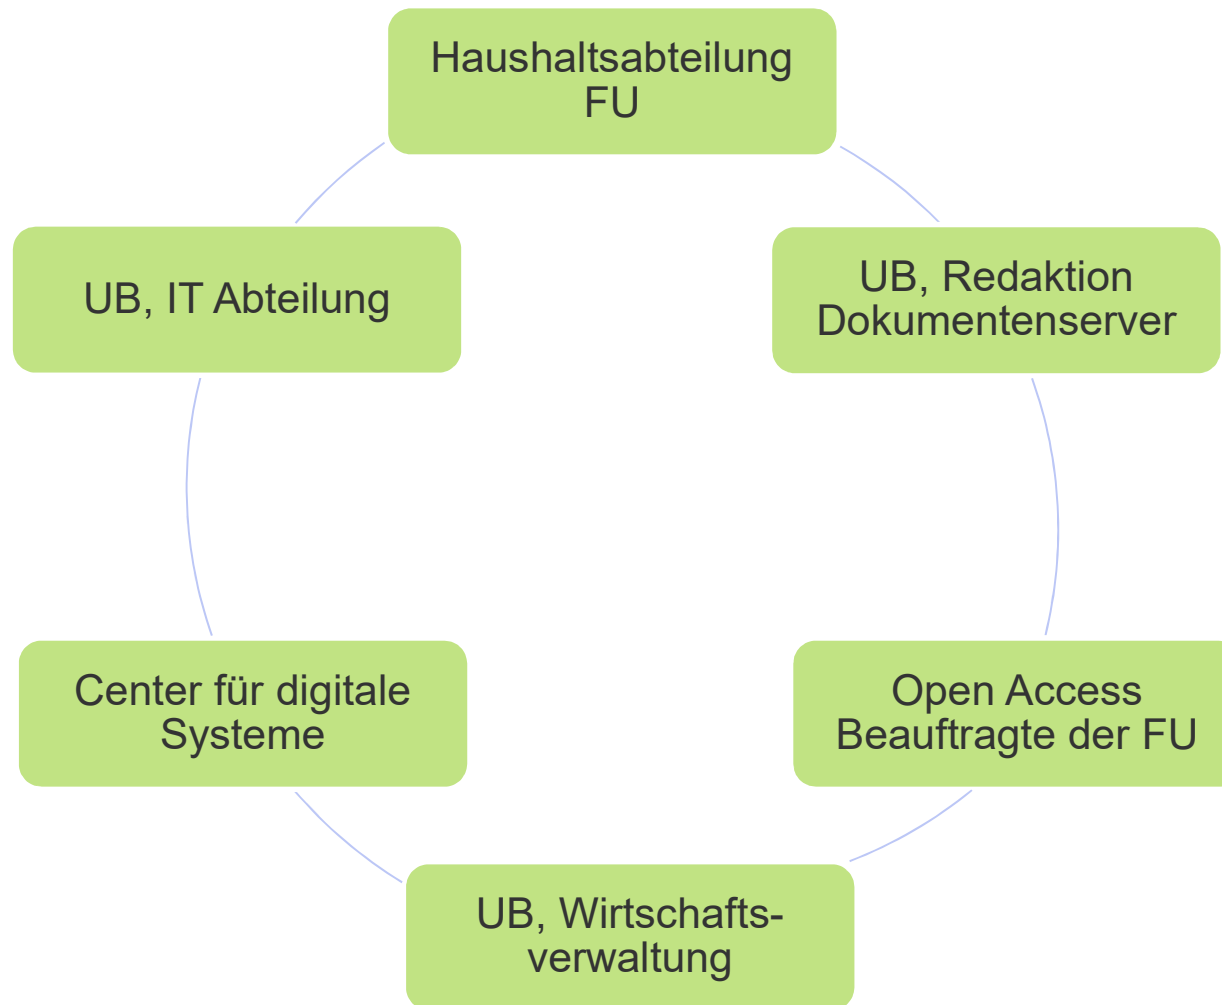 Haushaltsabteilung
FU
UB, IT Abteilung
UB, Redaktion
Dokumentenserver
Center für digitale
Systeme
Open Access
Beauftragte der FU
UB, Wirtschafts-
verwaltung